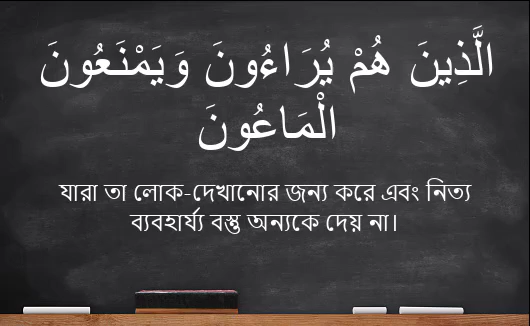 الَّذِينَ هُمْ يُرَاءُونَ وَيَمْنَعُونَ
الْمَاعُونَ
যারা তা লোক-দেখানোর জন্য করে এবং নিত্য
ব্যবহার্য্য বস্তু অন্যকে দেয় না।